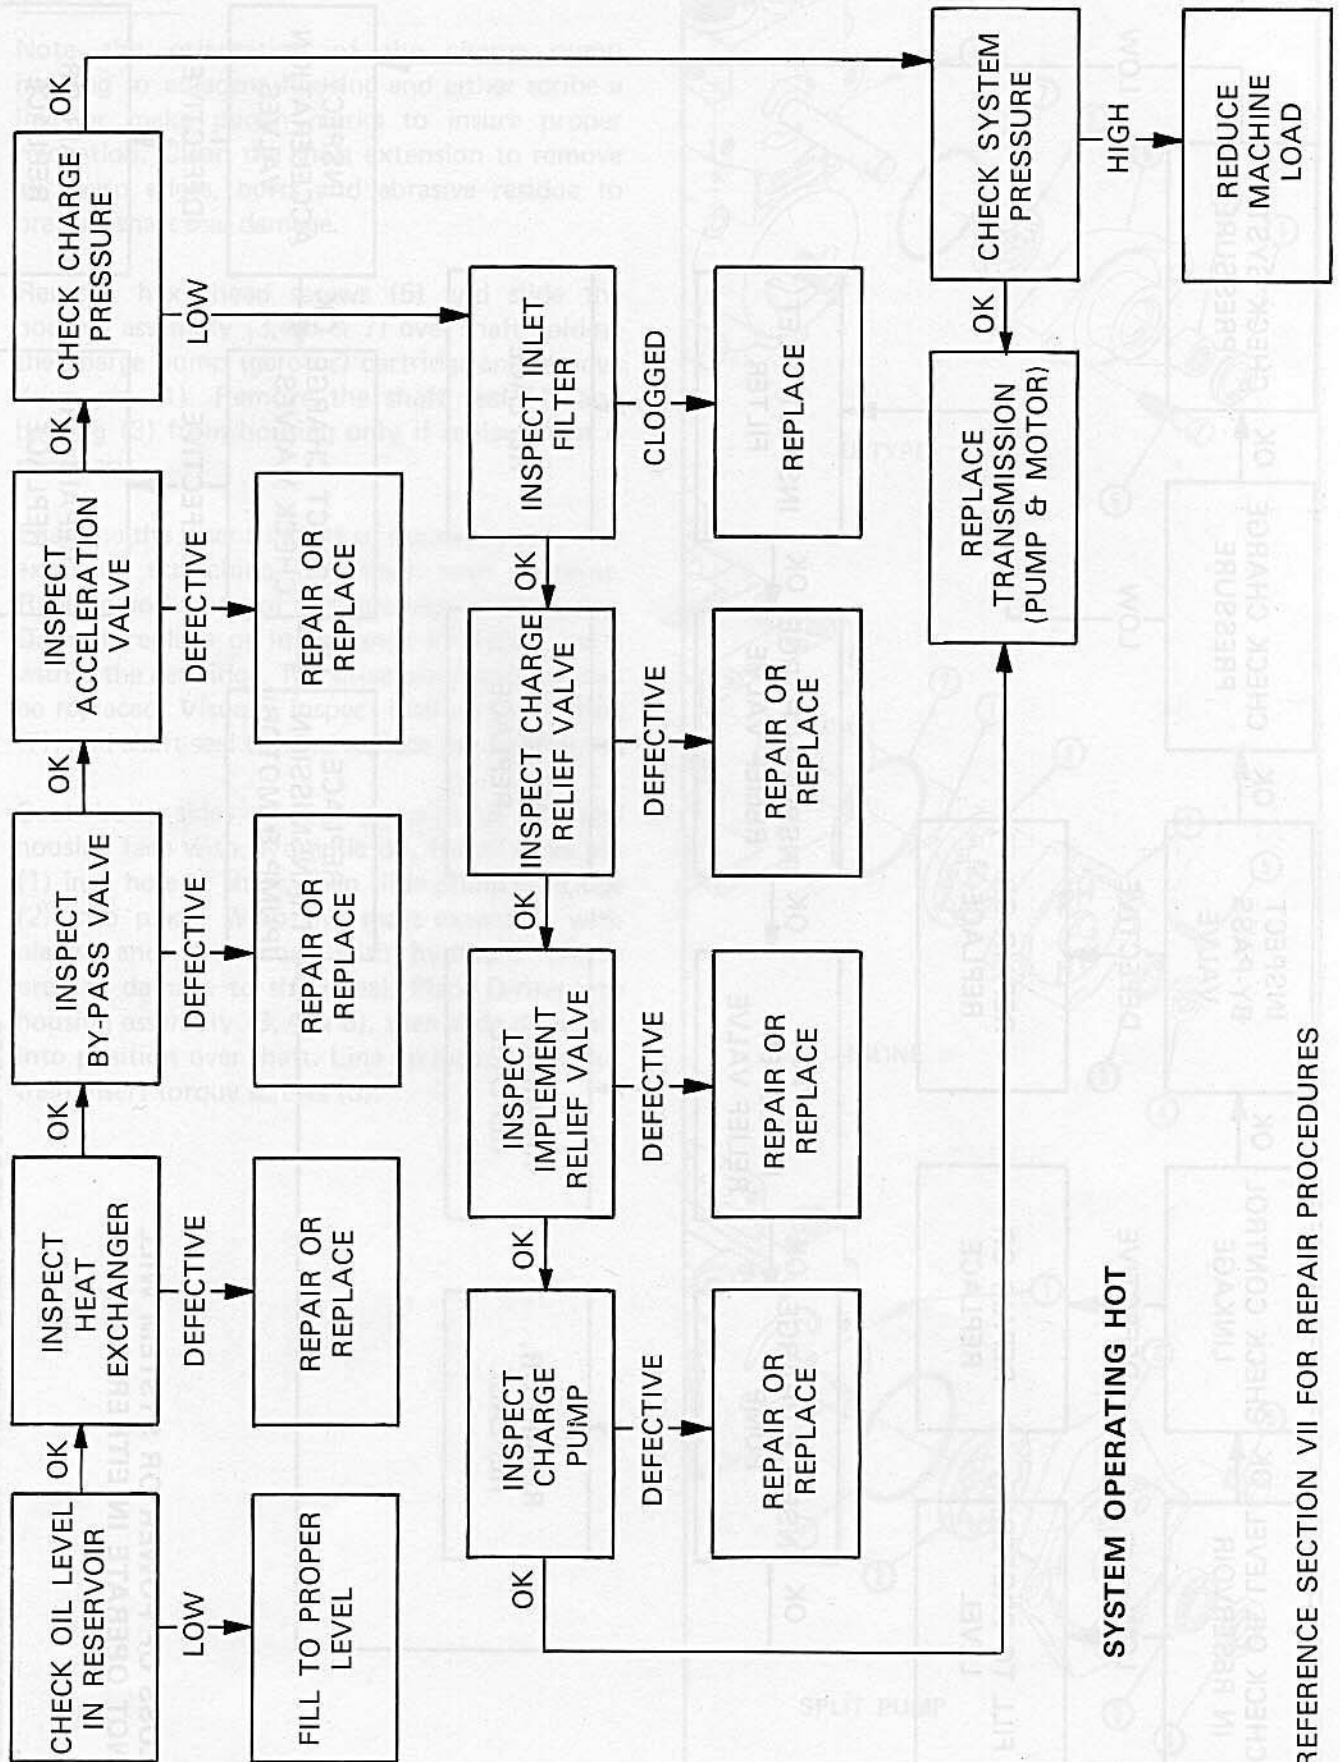 CHECK OIL LEVEL
IN RESERVOIR
OK
INSPECT
HEAT
EXCHANGER
OK
INSPECT
BY-PASS VALVE
OK
INSPECT
ACCELERATION
VALVE
OK
CHECK CHARGE
PRESSURE
OK
LOW
DEFECTIVE
DEFECTIVE
DEFECTIVE
LOW
FILL TO PROPER
LEVEL
REPAIR OR
REPLACE
REPAIR OR
REPLACE
REPAIR OR
REPLACE
INSPECT
CHARGE
PUMP
OK
INSPECT
IMPLEMENT
RELIEF VALVE
OK
INSPECT CHARGE
RELIEF VALVE
OK
INSPECT INLET
FILTER
OK
DEFECTIVE
DEFECTIVE
DEFECTIVE
CLOGGED
REPAIR OR
REPLACE
REPAIR OR
REPLACE
REPAIR OR
REPLACE
REPLACE
REPLACE
TRANSMISSION
(PUMP & MOTOR)
OK
CHECK SYSTEM
PRESSURE
HIGH
REDUCE
MACHINE
LOAD
SYSTEM OPERATING HOT
REFERENCE SECTION VII FOR REPAIR PROCEDURES